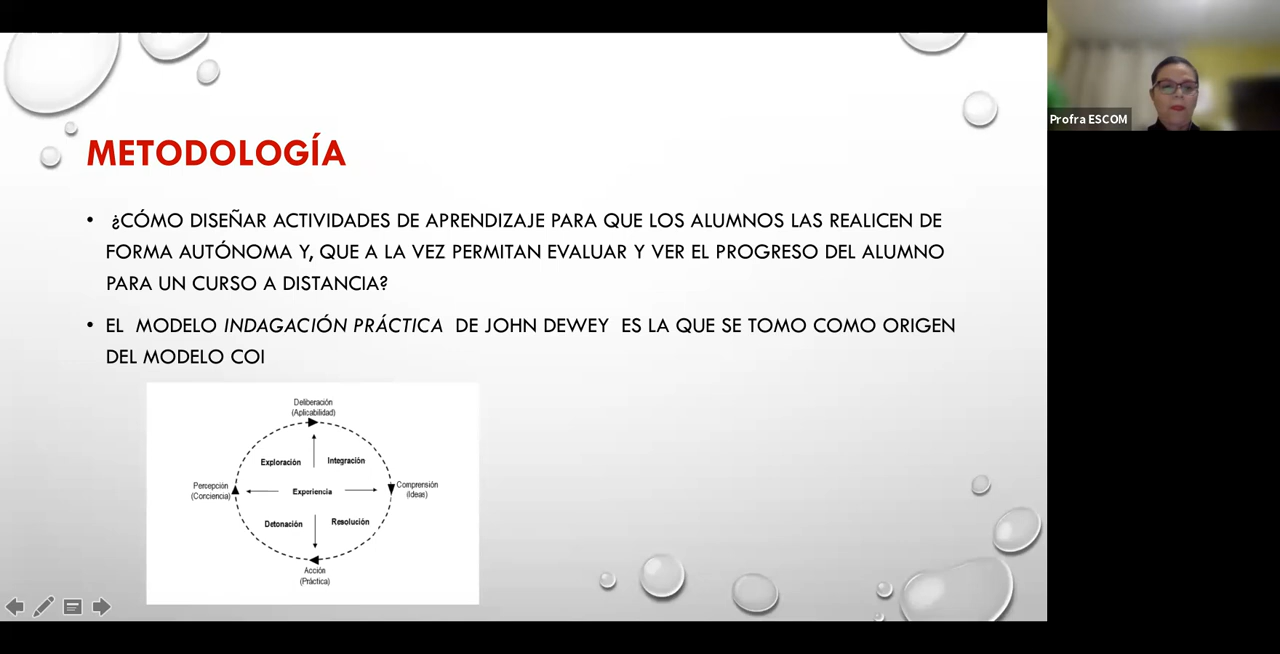 METODOLOGÍA
• ¿CÓMO DISEÑAR ACTIVIDADES DE APRENDIZAJE PARA QUE LOS ALUMNOS LAS REALICEN DE
FORMA AUTÓNOMA Y, QUE A LA VEZ PERMITAN EVALUAR Y VER EL PROGRESO DEL ALUMNO
PARA UN CURSO A DISTANCIA?
• EL MODELO INDAGACIÓN PRÁCTICA DE JOHN DEWEY ES LA QUE SE TOMO COMO ORIGEN
DEL MODELO COI
Deliberación
(Aplicabilidad)
Exploración
Integración
Percepción
(Corciencia)
Experiencia
Comprensión
(Ideas)
Detonación
Resolución
Acción
(Práctica)
Profra ESCOM